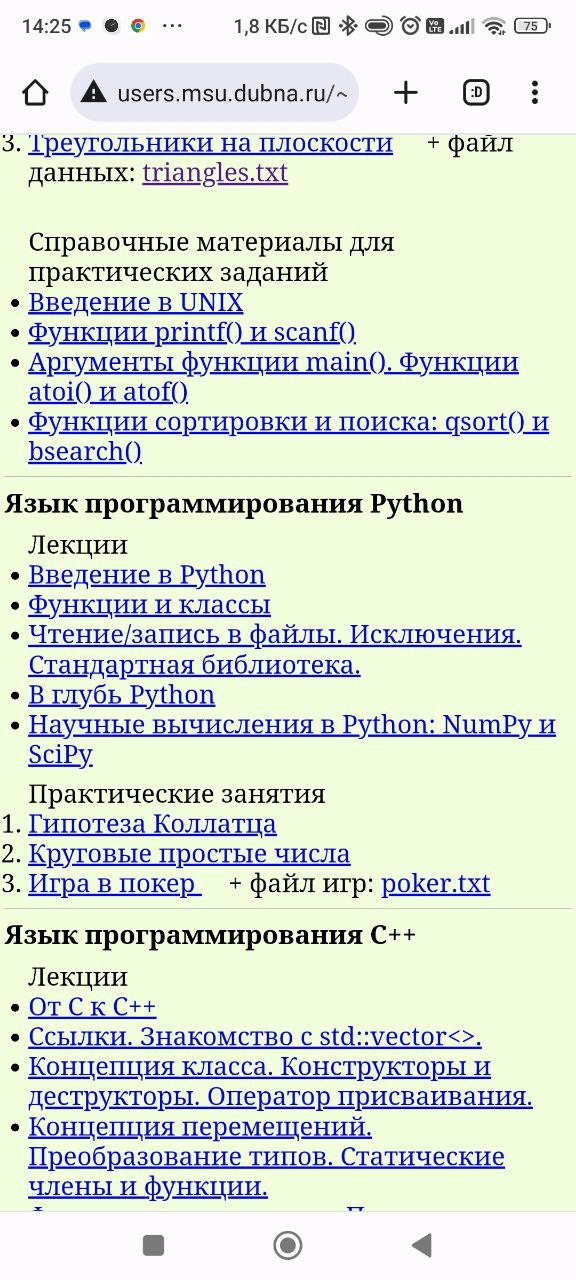 14:25 ... 1,8 КБ/с Vo LTE 75
users.msu.dubna.ru/~ :D
3. Треугольники на плоскости + файл
данных: triangles.txt
Справочные материалы для
практических заданий
• Введение в UNIX
• Функции printf() и scanf()
• Аргументы функции main(). Функции
atoi() и atof()
• Функции сортировки и поиска: qsort() и
bsearch()
Язык программирования Python
Лекции
• Введение в Python
• Функции и классы
• Чтение/запись в файлы. Исключения.
Стандартная библиотека.
• В глубь Python
• Научные вычисления в Python: NumPy и
SciPy
Практические занятия
1. Гипотеза Коллатца
2. Круговые простые числа
3. Игра в покер + файл игр: poker.txt
Язык программирования C++
Лекции
• От C к C++
• Ссылки. Знакомство с std::vector<>.
• Концепция класса. Конструкторы и
деструкторы. Оператор присваивания.
• Концепция перемещений.
Преобразование типов. Статические
члены и функции.